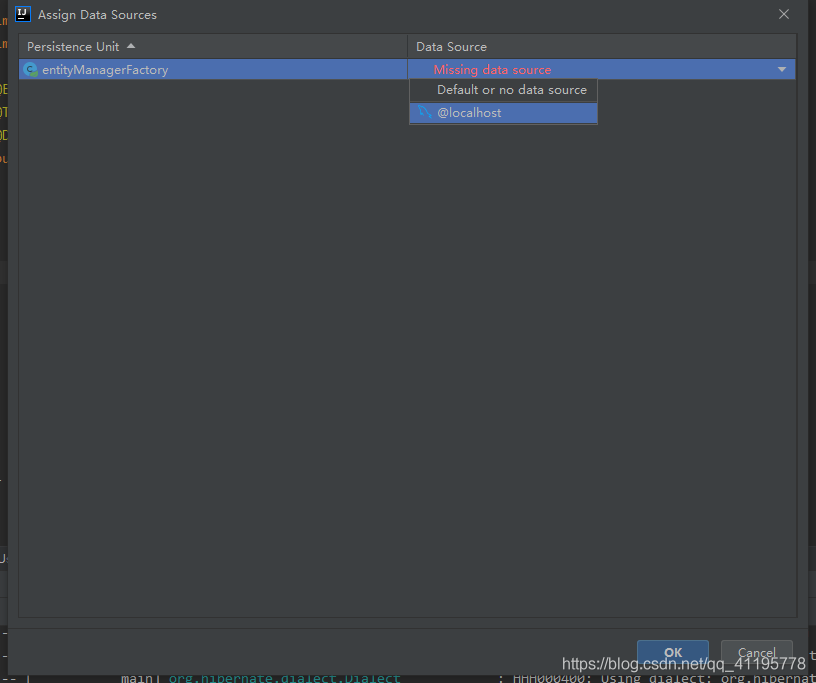 Assign Data Sources
Persistence Unit
Data Source
entityManagerFactory
Missing data source
Default or no data source
@localhost
OK
Cancel
https://blog.csdn.net/qq_41195778
main] org.hibernate.dialect.Dialect : HHH000400: Using dialect: org.hibernat